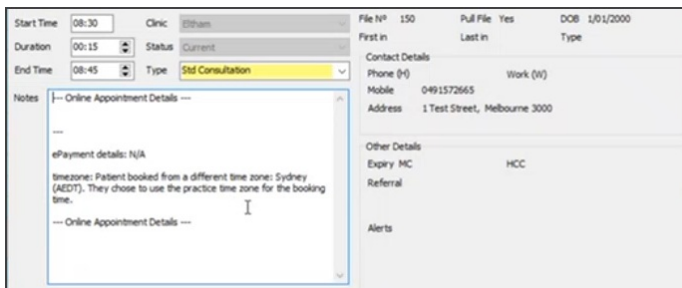 Start Time 08:30 Clinic Eltham
Duration 00:15 Status Current
End Time 08:45 Type Std Consultation
Notes --- Online Appointment Details ---
---
ePayment details: N/A
timezone: Patient booked from a different time zone: Sydney
(AEDT). They chose to use the practice time zone for the booking
time.
--- Online Appointment Details ---
File Nº 150 Pull File Yes DOB 1/01/2000
First in Last in Type
Contact Details
Phone (H) Work (W)
Mobile 0491572665
Address 1 Test Street, Melbourne 3000
Other Details
Expiry MC HCC
Referral
Alerts